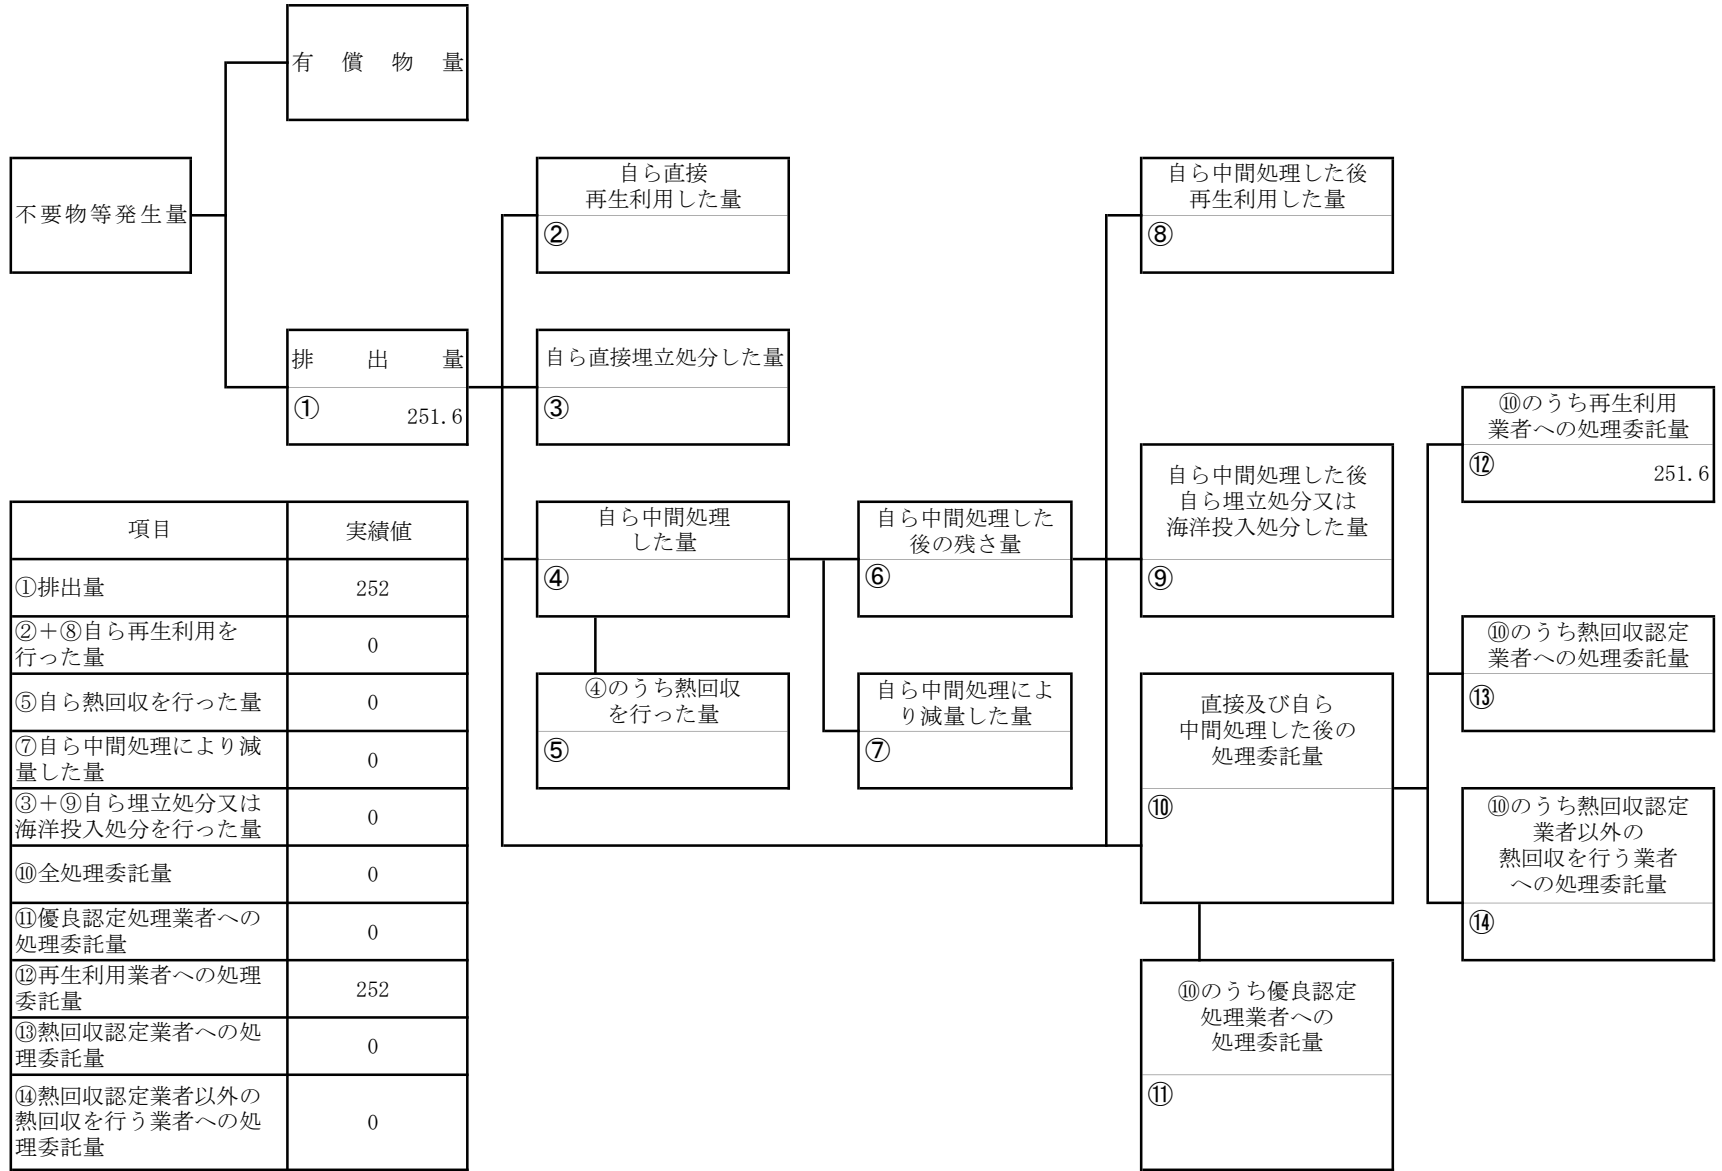 有償物量
不要物等発生量
排出量
① 251.6
自ら直接
再生利用した量
②
自ら直接埋立処分した量
③
自ら中間処理
した量
④
④のうち熱回収
を行った量
⑤
自ら中間処理した
後の残さ量
⑥
自ら中間処理によ
り減量した量
⑦
自ら中間処理した後
再生利用した量
⑧
自ら中間処理した後
自ら埋立処分又は
海洋投入処分した量
⑨
直接及び自ら
中間処理した後の
処理委託量
⑩
⑩のうち優良認定
処理業者への
処理委託量
⑪
⑩のうち再生利用
業者への処理委託量
⑫ 251.6
⑩のうち熱回収認定
業者への処理委託量
⑬
⑩のうち熱回収認定
業者以外の
熱回収を行う業者
への処理委託量
⑭
項目 実績値
①排出量 252
②＋⑧自ら再生利用を
行った量 0
⑤自ら熱回収を行った量 0
⑦自ら中間処理により減
量した量 0
③＋⑨自ら埋立処分又は
海洋投入処分を行った量 0
⑩全処理委託量 0
⑪優良認定処理業者への
処理委託量 0
⑫再生利用業者への処理
委託量 252
⑬熱回収認定業者への処
理委託量 0
⑭熱回収認定業者以外の
熱回収を行う業者への処 0
理委託量